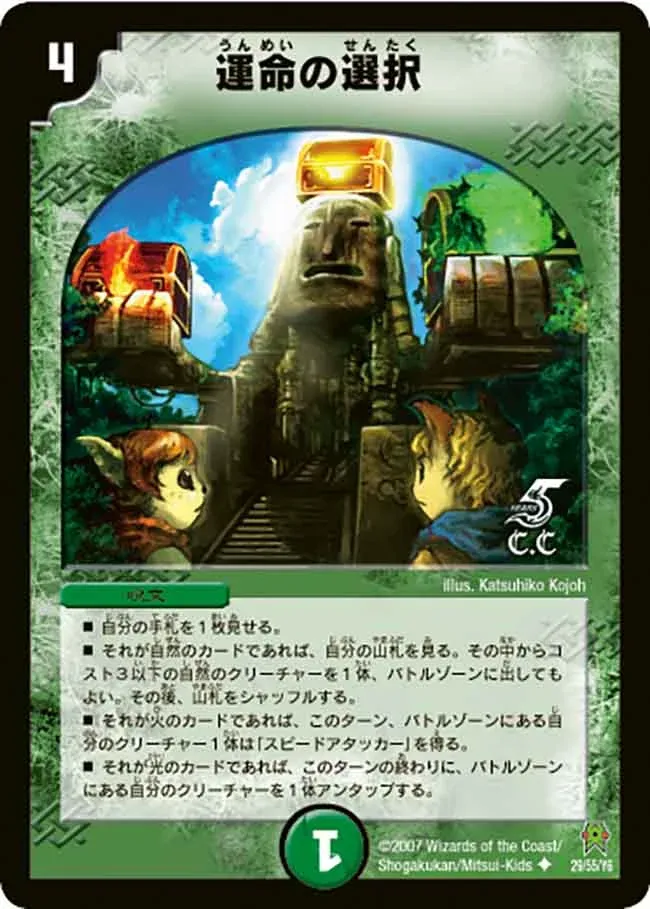 4
運命の選択
5
YEARS
C.C
illus. Katsuhiko Kojoh
呪文
■ 自分の手札を1枚見せる。
■ それが自然のカードであれば、自分の山札を見る。その中からコ
スト3以下の自然のクリーチャーを1体、バトルゾーンに出しても
よい。その後、山札をシャッフルする。
■ それが火のカードであれば、このターン、バトルゾーンにある自
分のクリーチャー1体は「スピードアタッカー」を得る。
■ それが光のカードであれば、このターンの終わりに、バトルゾーン
にある自分のクリーチャーを1体アンタップする。
1
©2007 Wizards of the Coast/
Shogakukan/Mitsui-Kids ◆
29/55/Y6